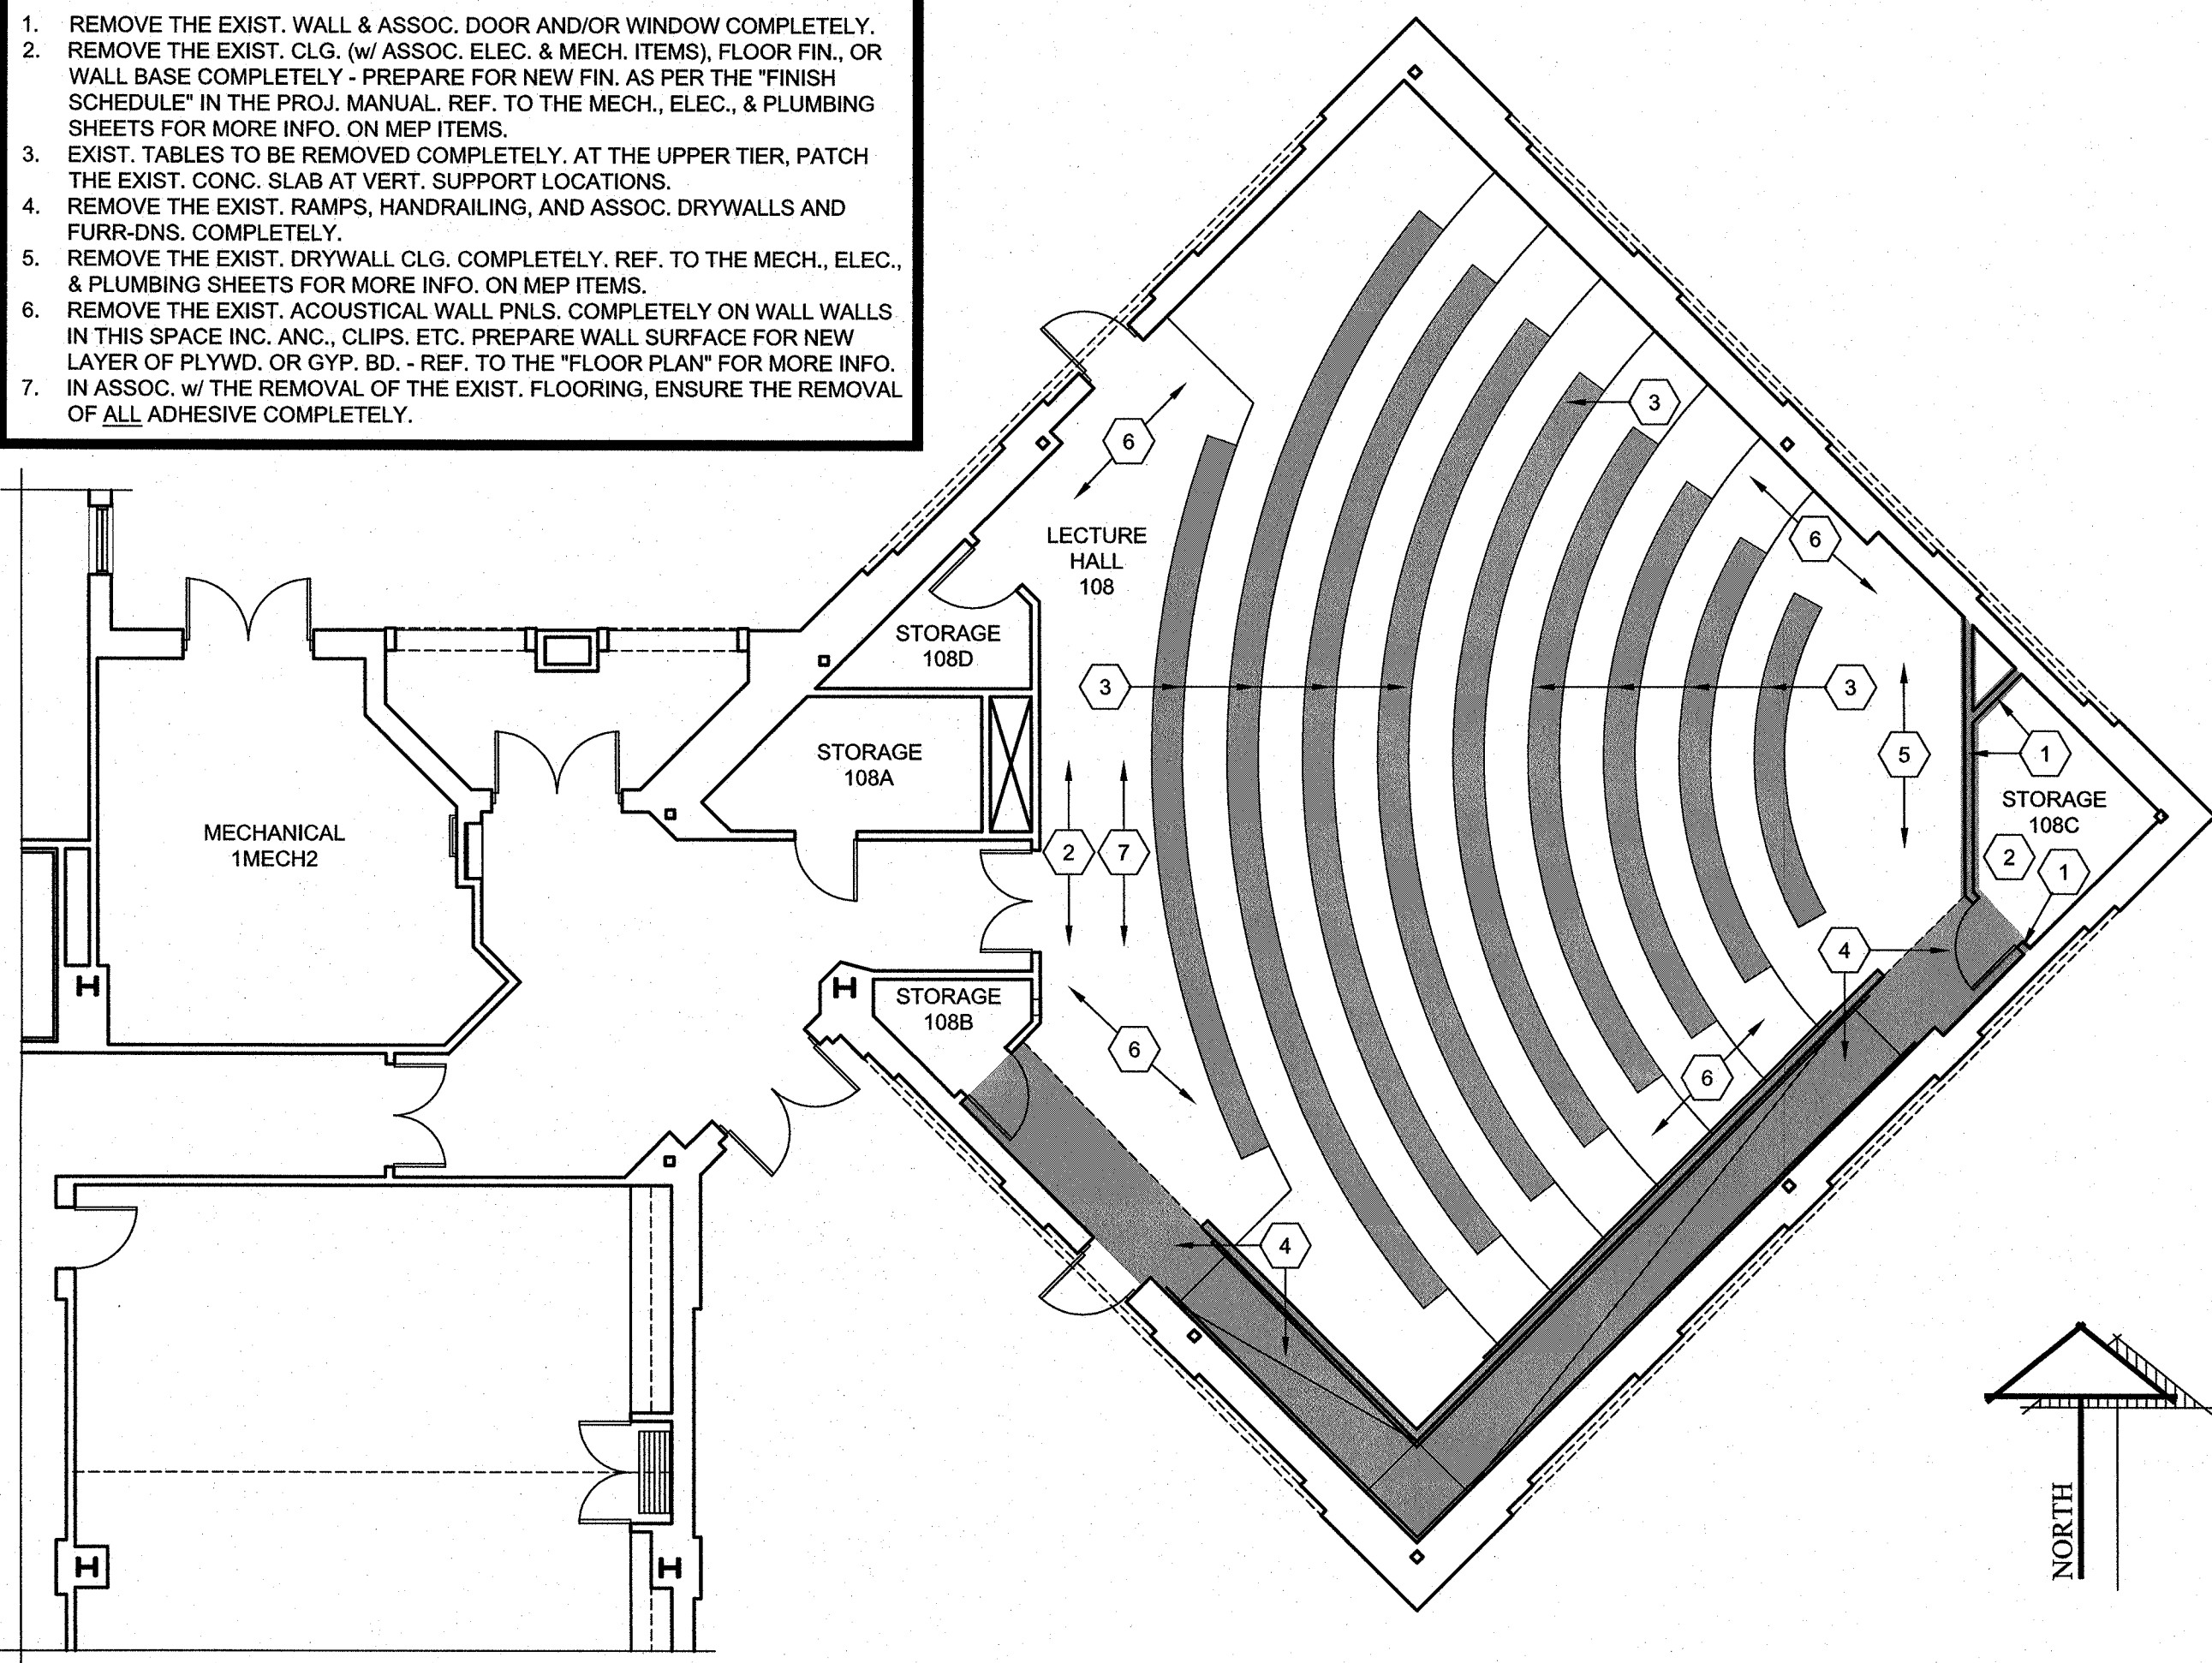 1. REMOVE THE EXIST. WALL & ASSOC. DOOR AND/OR WINDOW COMPLETELY.
2. REMOVE THE EXIST. CLG. (w/ ASSOC. ELEC. & MECH. ITEMS), FLOOR FIN., OR
WALL BASE COMPLETELY - PREPARE FOR NEW FIN. AS PER THE "FINISH
SCHEDULE" IN THE PROJ. MANUAL. REF. TO THE MECH., ELEC., & PLUMBING
SHEETS FOR MORE INFO. ON MEP ITEMS.
3. EXIST. TABLES TO BE REMOVED COMPLETELY. AT THE UPPER TIER, PATCH
THE EXIST. CONC. SLAB AT VERT. SUPPORT LOCATIONS.
4. REMOVE THE EXIST. RAMPS, HANDRAILING, AND ASSOC. DRYWALLS AND
FURR-DNS. COMPLETELY.
5. REMOVE THE EXIST. DRYWALL CLG. COMPLETELY. REF. TO THE MECH., ELEC.,
& PLUMBING SHEETS FOR MORE INFO. ON MEP ITEMS.
6. REMOVE THE EXIST. ACOUSTICAL WALL PNLS. COMPLETELY ON WALL WALLS
IN THIS SPACE INC. ANC., CLIPS. ETC. PREPARE WALL SURFACE FOR NEW
LAYER OF PLYWD. OR GYP. BD. - REF. TO THE "FLOOR PLAN" FOR MORE INFO.
7. IN ASSOC. w/ THE REMOVAL OF THE EXIST. FLOORING, ENSURE THE REMOVAL
OF ALL ADHESIVE COMPLETELY.
3
6
LECTURE
HALL
108
6
STORAGE
108D
3
3
STORAGE
108A
5
1
STORAGE
108C
MECHANICAL
1MECH2
2
7
2
1
4
STORAGE
108B
6
6
4
NORTH